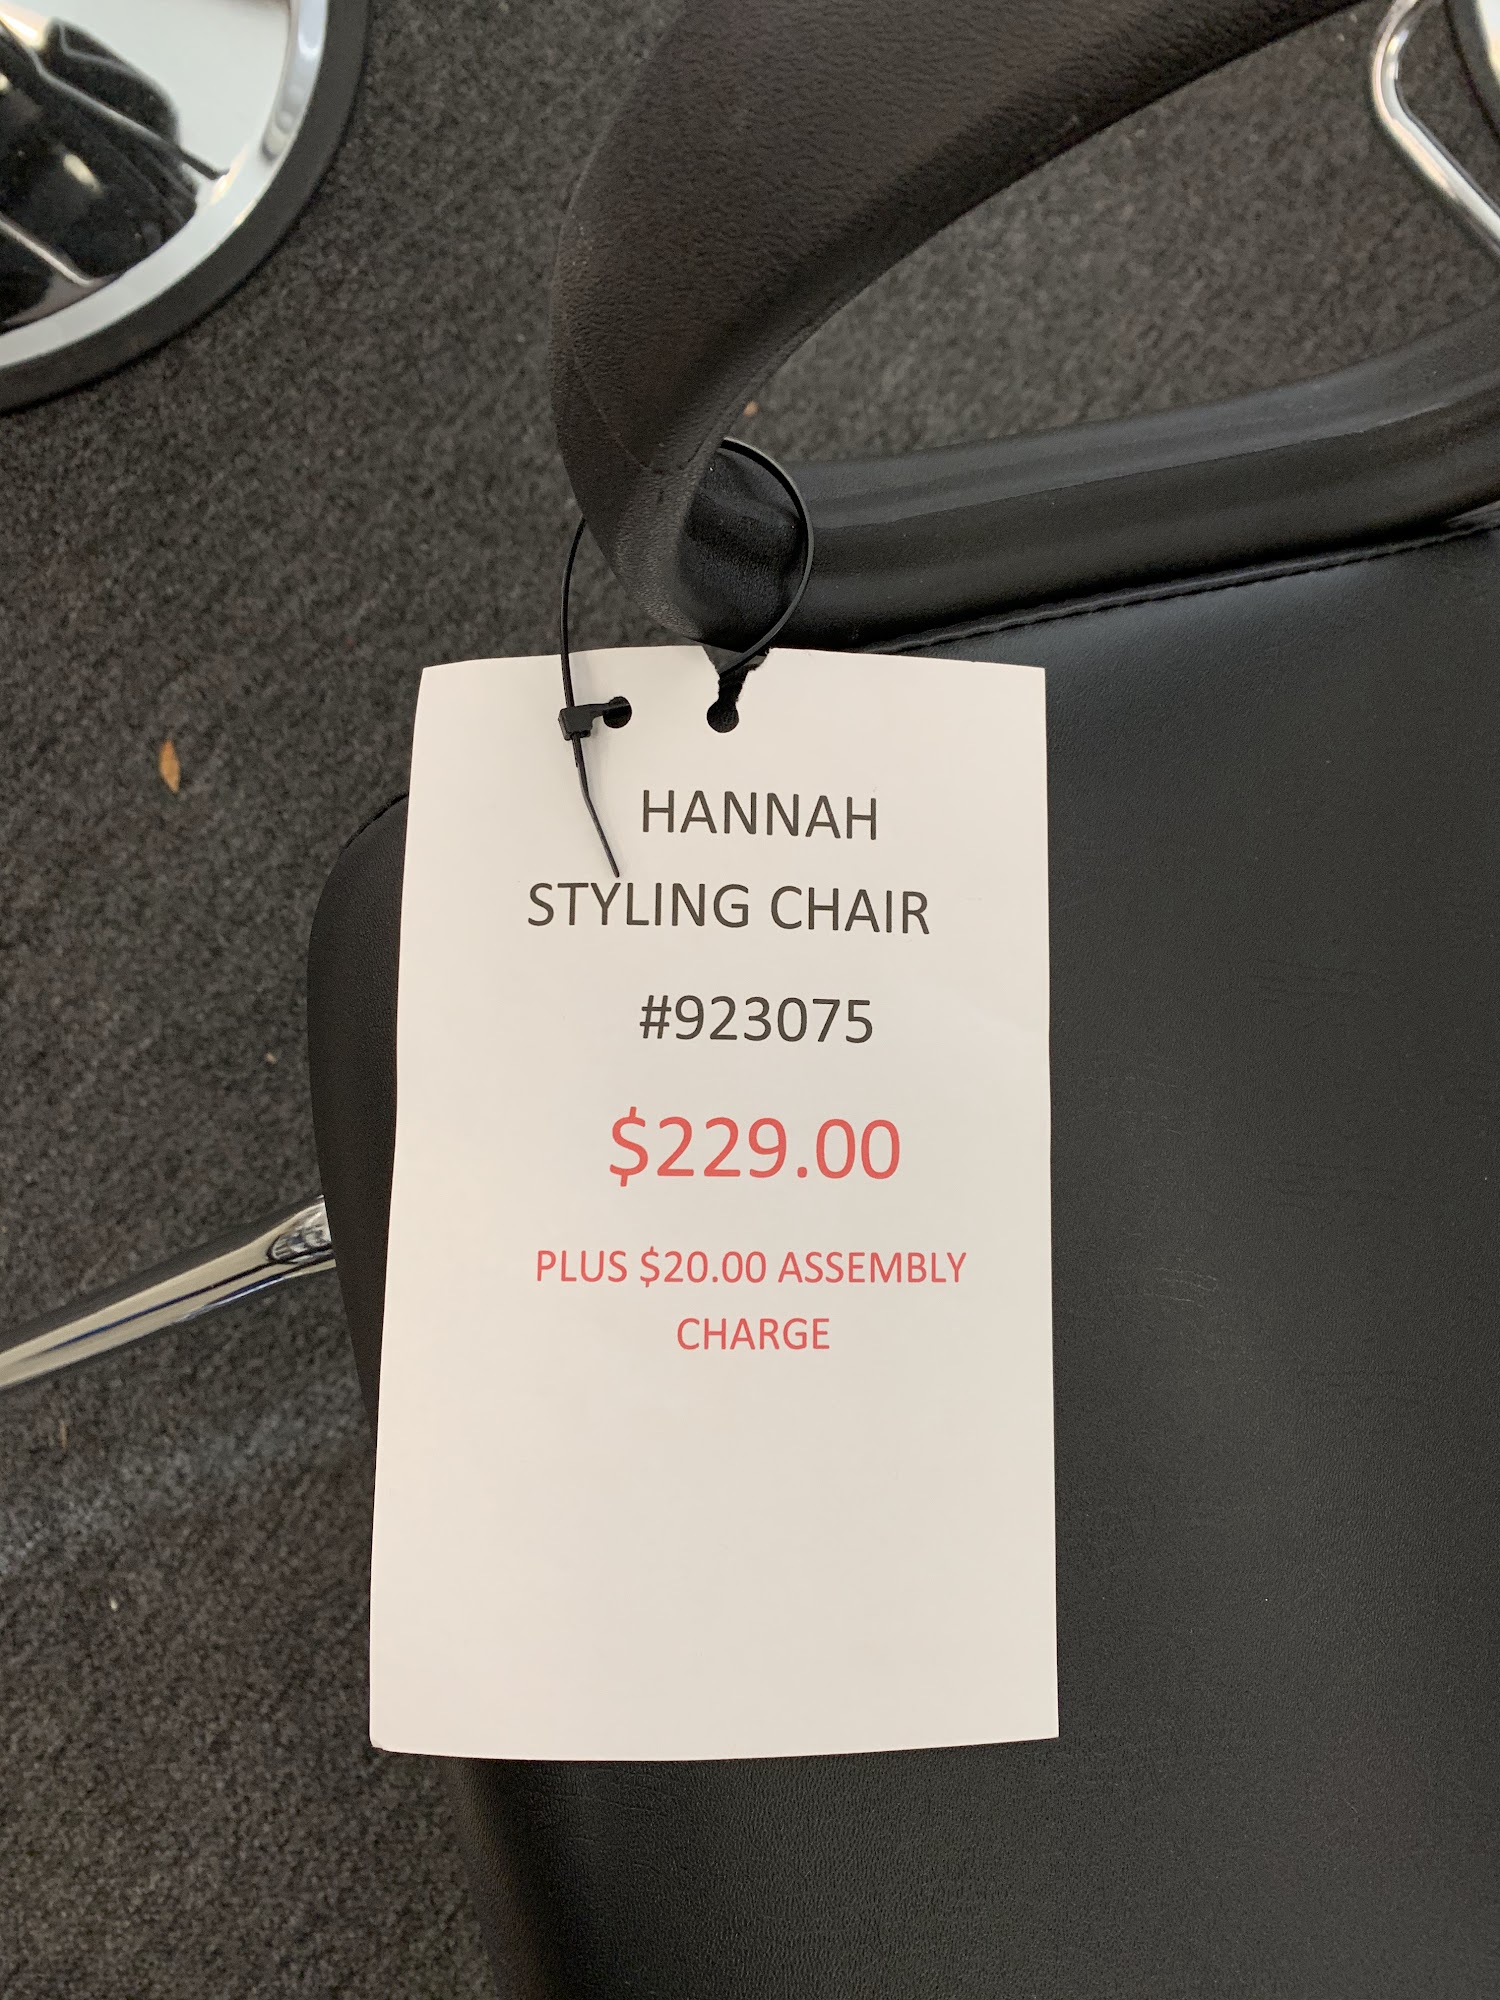 HANNAH
STYLING CHAIR
#923075
$229.00
PLUS $20.00 ASSEMBLY
CHARGE